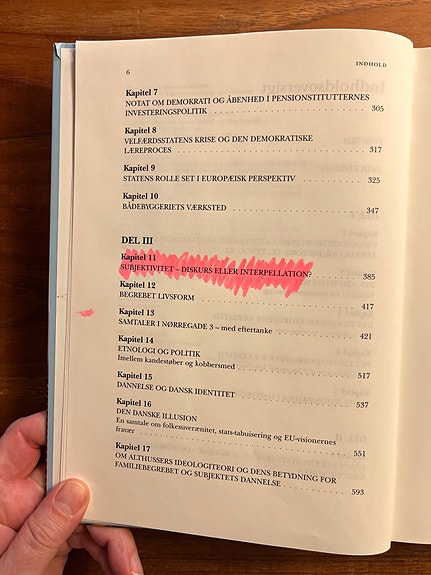 6
INDHOLD
Kapitel 7
NOTAT OM DEMOKRATI OG ÅBENHED I PENSIONSTITUTTERNES
INVESTERINGSPOLITIK 305
Kapitel 8
VELFÆRDSSTATENS KRISE OG DEN DEMOKRATISKE
LÆREPROCES 317
Kapitel 9
STATENS ROLLE SET I EUROPÆISK PERSPEKTIV 325
Kapitel 10
BÅDEBYGGERIETS VÆRKSTED 347
DEL III
Kapitel 11
SUBJEKTIVITET – DISKURS ELLER INTERPELLATION? 385
Kapitel 12
BEGREBET LIVSFORM 417
Kapitel 13
SAMTALER I NØRREGADE 3 – med eftertanke 421
Kapitel 14
ETNOLOGI OG POLITIK
Imellem kandestøber og kobbersmed 517
Kapitel 15
DANNELSE OG DANSK IDENTITET 537
Kapitel 16
DEN DANSKE ILLUSION
En samtale om folkesuverænitet, stats-tabuisering og EU-visionernes
fravær 551
Kapitel 17
OM ALTHUSSERS IDEOLOGITEORI OG DENS BETYDNING FOR
FAMILIEBEGREBET OG SUBJEKTETS DANNELSE 593